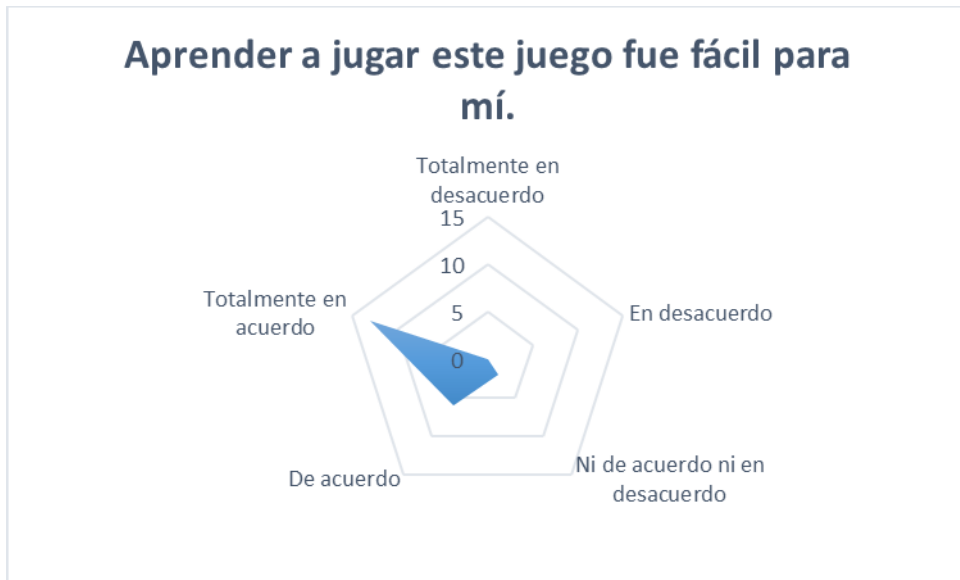 Aprender a jugar este juego fue fácil para
mí.
Totalmente en
desacuerdo
15
10
5
0
En desacuerdo
Ni de acuerdo ni en
desacuerdo
De acuerdo
Totalmente en
acuerdo